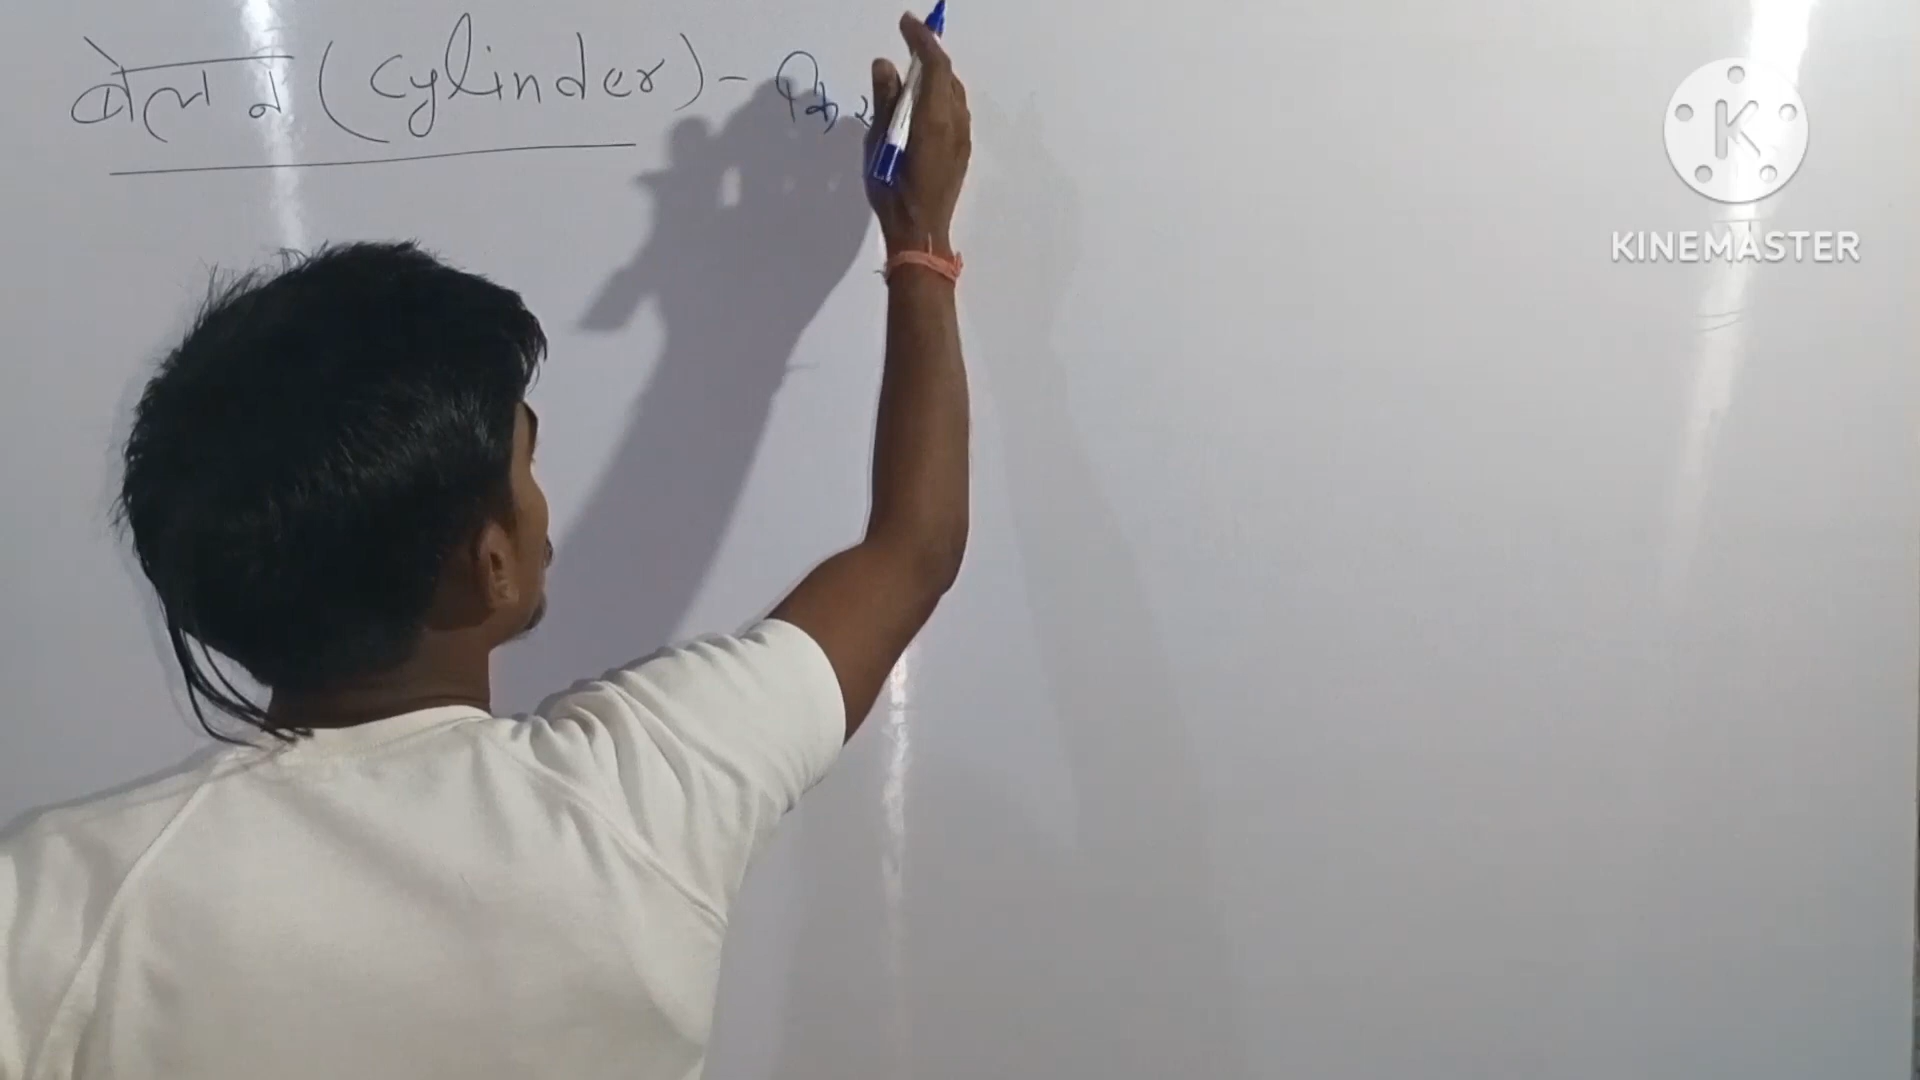 बेलन (Cylinder) -
K
KINEMASTER